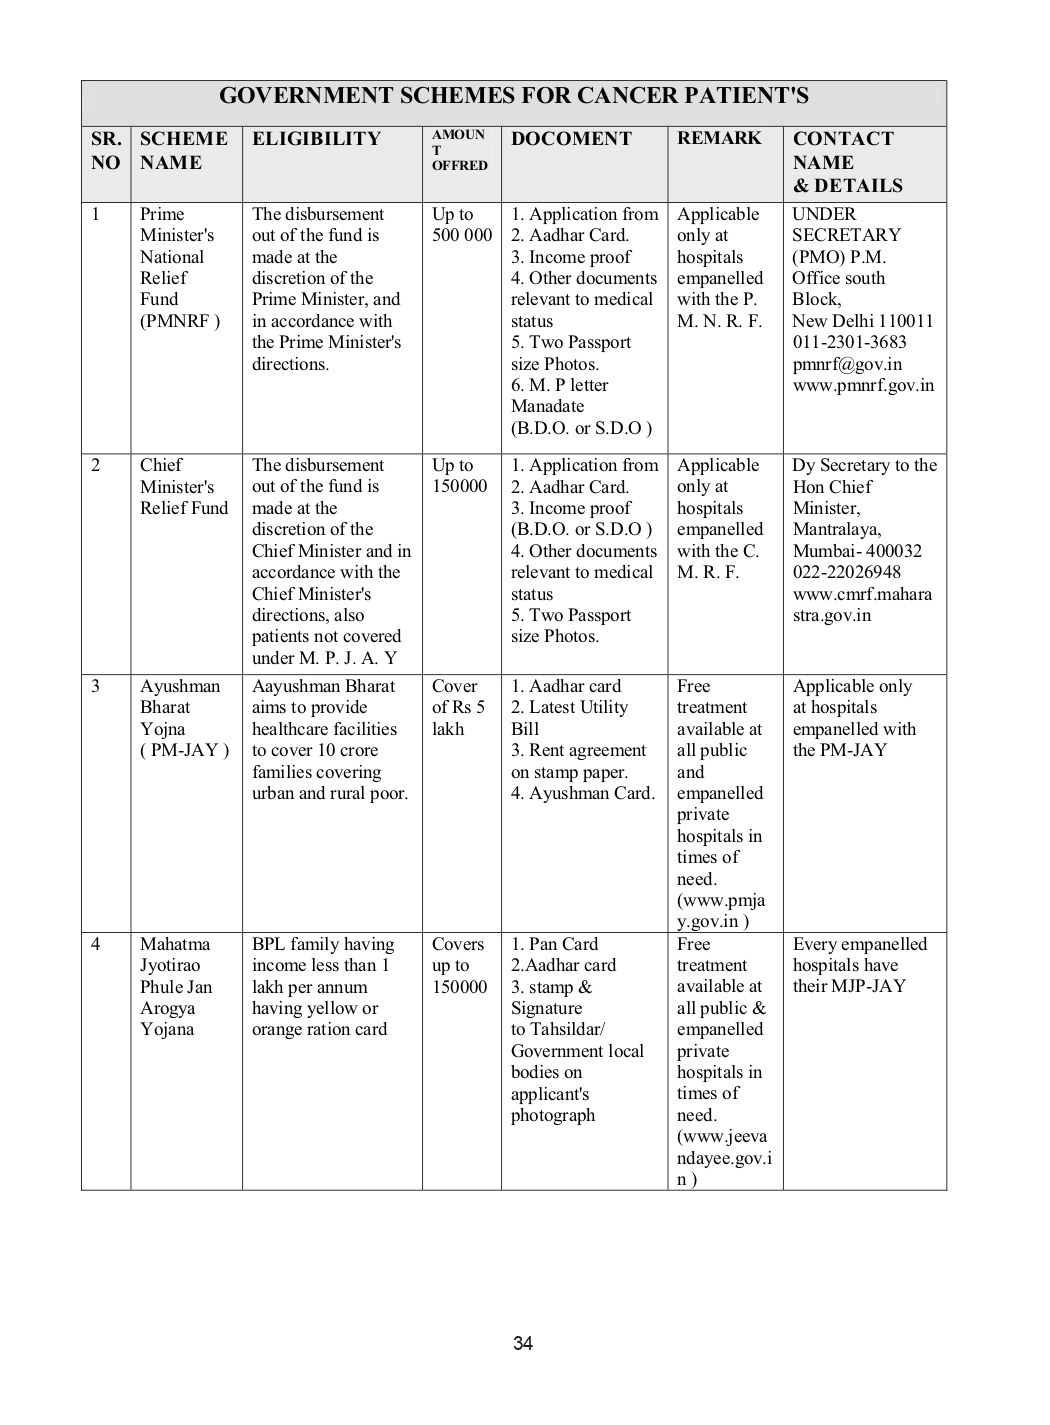 GOVERNMENT SCHEMES FOR CANCER PATIENT'S
SR.
NO
SCHEME
NAME
ELIGIBILITY
AMOUN
T
OFFRED
DOCOMENT
REMARK
CONTACT
NAME
& DETAILS
1
Prime
Minister's
National
Relief
Fund
(PMNRF )
The disbursement
out of the fund is
made at the
discretion of the
Prime Minister, and
in accordance with
the Prime Minister's
directions.
Up to
500 000
1. Application from
2. Aadhar Card.
3. Income proof
4. Other documents
relevant to medical
status
5. Two Passport
size Photos.
6. M. P letter
Manadate
(B.D.O. or S.D.O )
Applicable
only at
hospitals
empanelled
with the P.
M. N. R. F.
UNDER
SECRETARY
(PMO) P.M.
Office south
Block,
New Delhi 110011
011-2301-3683
pmnrf@gov.in
www.pmnrf.gov.in
2
Chief
Minister's
Relief Fund
The disbursement
out of the fund is
made at the
discretion of the
Chief Minister and in
accordance with the
Chief Minister's
directions, also
patients not covered
under M. P. J. A. Y
Up to
150000
1. Application from
2. Aadhar Card.
3. Income proof
(B.D.O. or S.D.O )
4. Other documents
relevant to medical
status
5. Two Passport
size Photos.
Applicable
only at
hospitals
empanelled
with the C.
M. R. F.
Dy Secretary to the
Hon Chief
Minister,
Mantralaya,
Mumbai- 400032
022-22026948
www.cmrf.mahara
stra.gov.in
3
Ayushman
Bharat
Yojna
( PM-JAY )
Aayushman Bharat
aims to provide
healthcare facilities
to cover 10 crore
families covering
urban and rural poor.
Cover
of Rs 5
lakh
1. Aadhar card
2. Latest Utility
Bill
3. Rent agreement
on stamp paper.
4. Ayushman Card.
Free
treatment
available at
all public
and
empanelled
private
hospitals in
times of
need.
(www.pmja
y.gov.in )
Applicable only
at hospitals
empanelled with
the PM-JAY
4
Mahatma
Jyotirao
Phule Jan
Arogya
Yojana
BPL family having
income less than 1
lakh per annum
having yellow or
orange ration card
Covers
up to
150000
1. Pan Card
2.Aadhar card
3. stamp &
Signature
to Tahsildar/
Government local
bodies on
applicant's
photograph
Free
treatment
available at
all public &
empanelled
private
hospitals in
times of
need.
(www.jeeva
ndayee.gov.i
n )
Every empanelled
hospitals have
their MJP-JAY
34